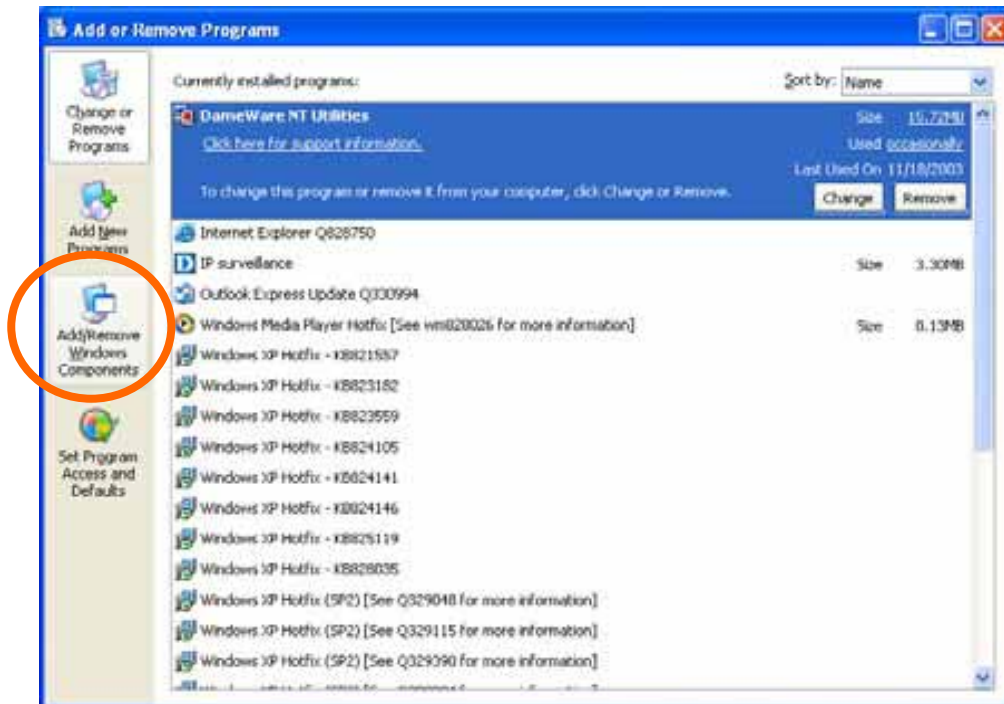 Add or Remove Programs
Change or
Remove
Programs
Add New
Programs
Add/Remove
Windows
Components
Set Program
Access and
Defaults
Currently installed programs:
Sort by: Name
DameWare NT Utilities
Size 15.72MB
Click here for support information.
Used occasionally
Last Used On 11/18/2003
To change this program or remove it from your computer, click Change or Remove.
Change Remove
Internet Explorer Q828750
IP surveillance
Size 3.30MB
Outlook Express Update Q330994
Windows Media Player Hotfix [See wm828026 for more information]
Size 0.13MB
Windows XP Hotfix - KB821557
Windows XP Hotfix - KB823182
Windows XP Hotfix - KB823559
Windows XP Hotfix - KB824105
Windows XP Hotfix - KB824141
Windows XP Hotfix - KB824146
Windows XP Hotfix - KB825119
Windows XP Hotfix - KB828035
Windows XP Hotfix (SP2) [See Q329048 for more information]
Windows XP Hotfix (SP2) [See Q329115 for more information]
Windows XP Hotfix (SP2) [See Q329390 for more information]